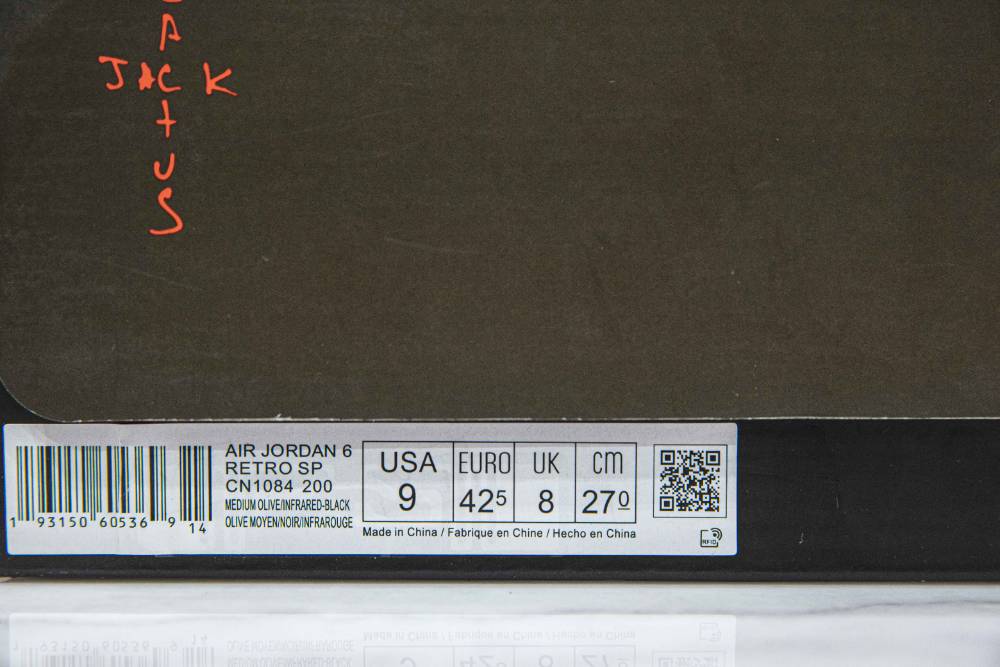 A
JACK
T
U
S
AIR JORDAN 6
RETRO SP
CN1084 200
MEDIUM OLIVE/INFRARED-BLACK
OLIVE MOYEN/NOIR/INFRAROUGE
1 93150 60536 9 14
USA EURO UK cm
9 42 5 8 27 0
Made in China / Fabrique en Chine / Hecho en China
RFID